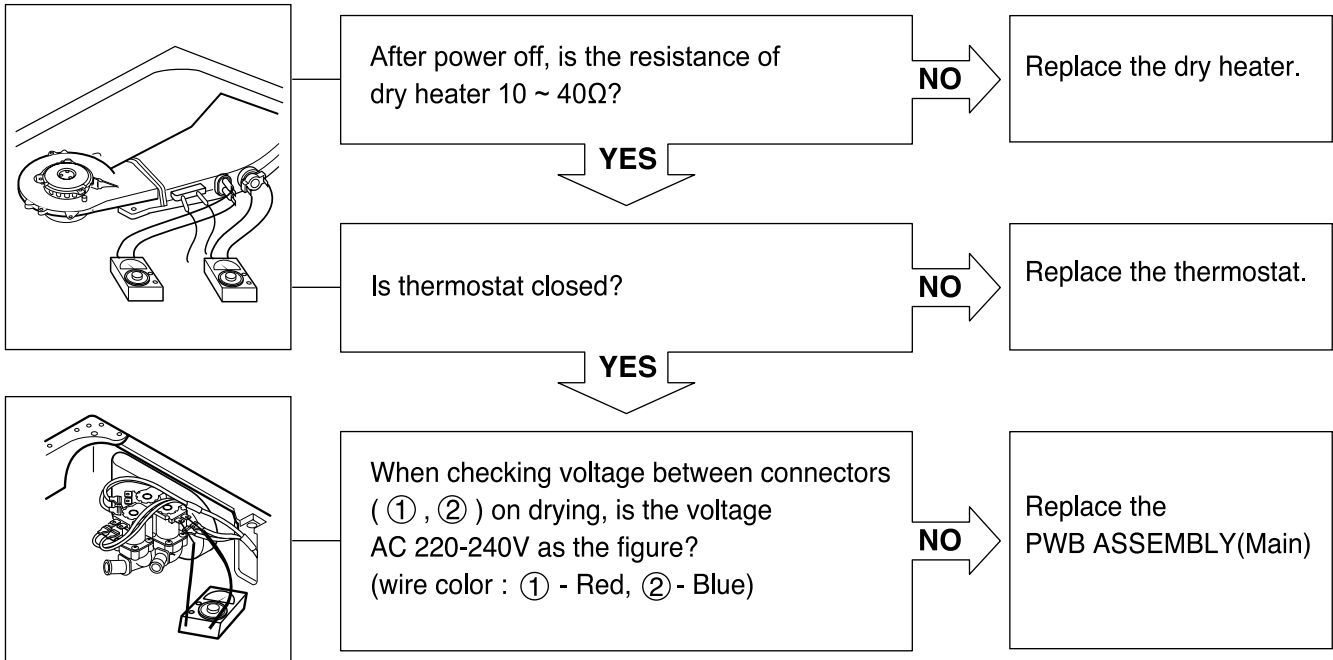 After power off, is the resistance of
dry heater 10 ~ 40Ω?
NO
Replace the dry heater.
YES
Is thermostat closed?
NO
Replace the thermostat.
YES
When checking voltage between connectors
( ① , ② ) on drying, is the voltage
AC 220-240V as the figure?
(wire color : ① - Red, ② - Blue)
NO
Replace the
PWB ASSEMBLY(Main)